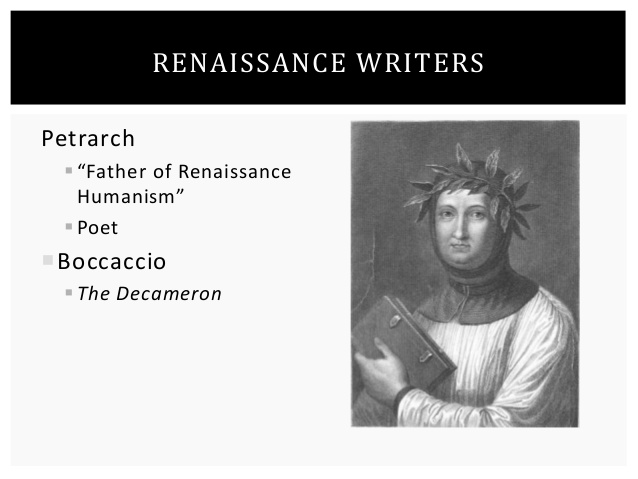 RENAISSANCE WRITERS
Petrarch
“Father of Renaissance
Humanism”
Poet
Boccaccio
The Decameron